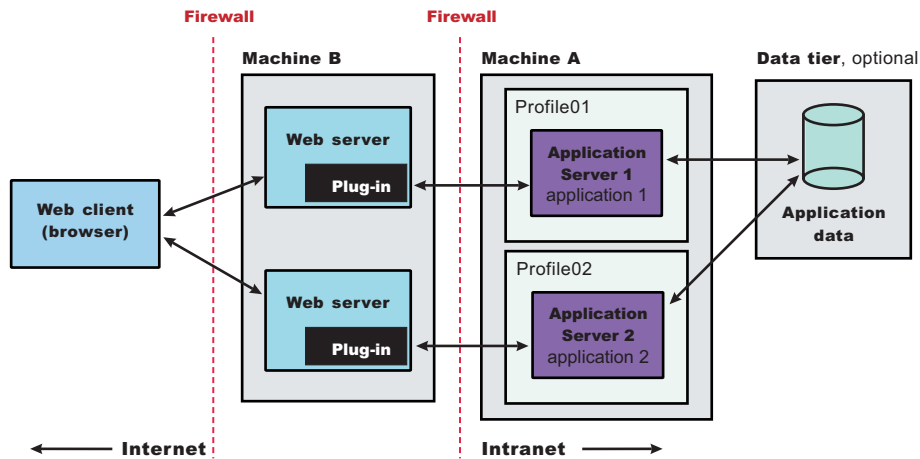 Firewall
Firewall
Machine B
Machine A
Data tier, optional
Profile01
Web server
Plug-in
Application
Server 1
application 1
Web client
(browser)
Application
data
Profile02
Web server
Plug-in
Application
Server 2
application 2
Internet
Intranet